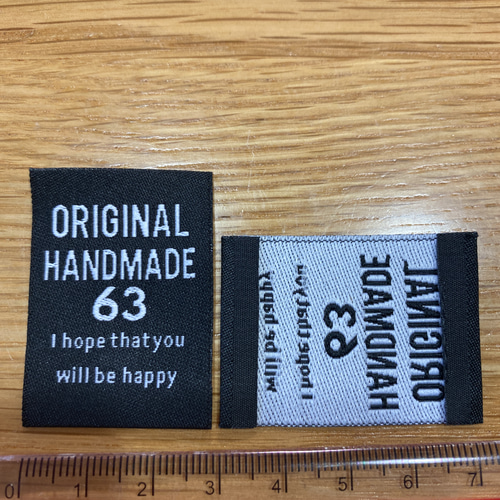 ORIGINAL
HANDMADE
63
I hope that you
will be happy
ORIGINAL
HANDMADE
63
I hope that you
will be happy
0 1 2 3 4 5 6 7